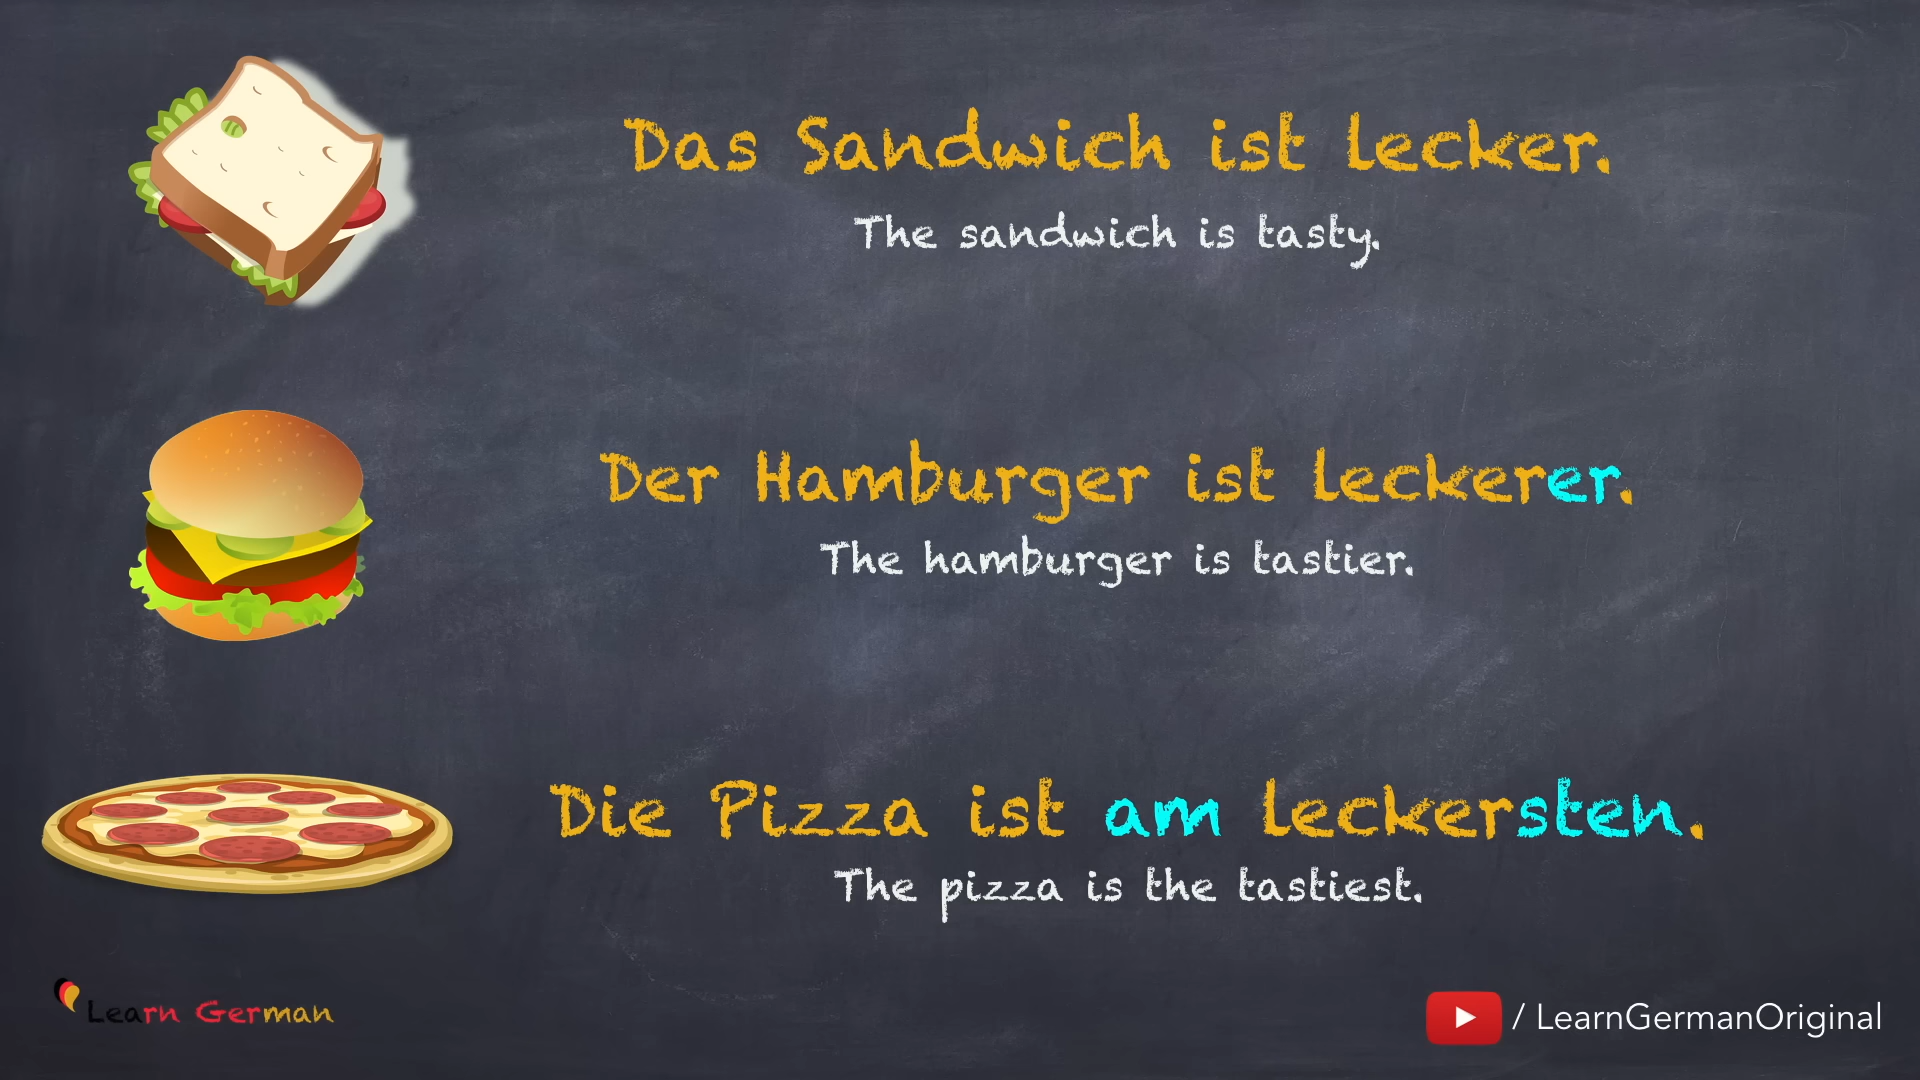 Das Sandwich ist lecker.
The sandwich is tasty.
Der Hamburger ist leckerer.
The hamburger is tastier.
Die Pizza ist am leckersten.
The pizza is the tastiest.
Learn German
/ LearnGermanOriginal